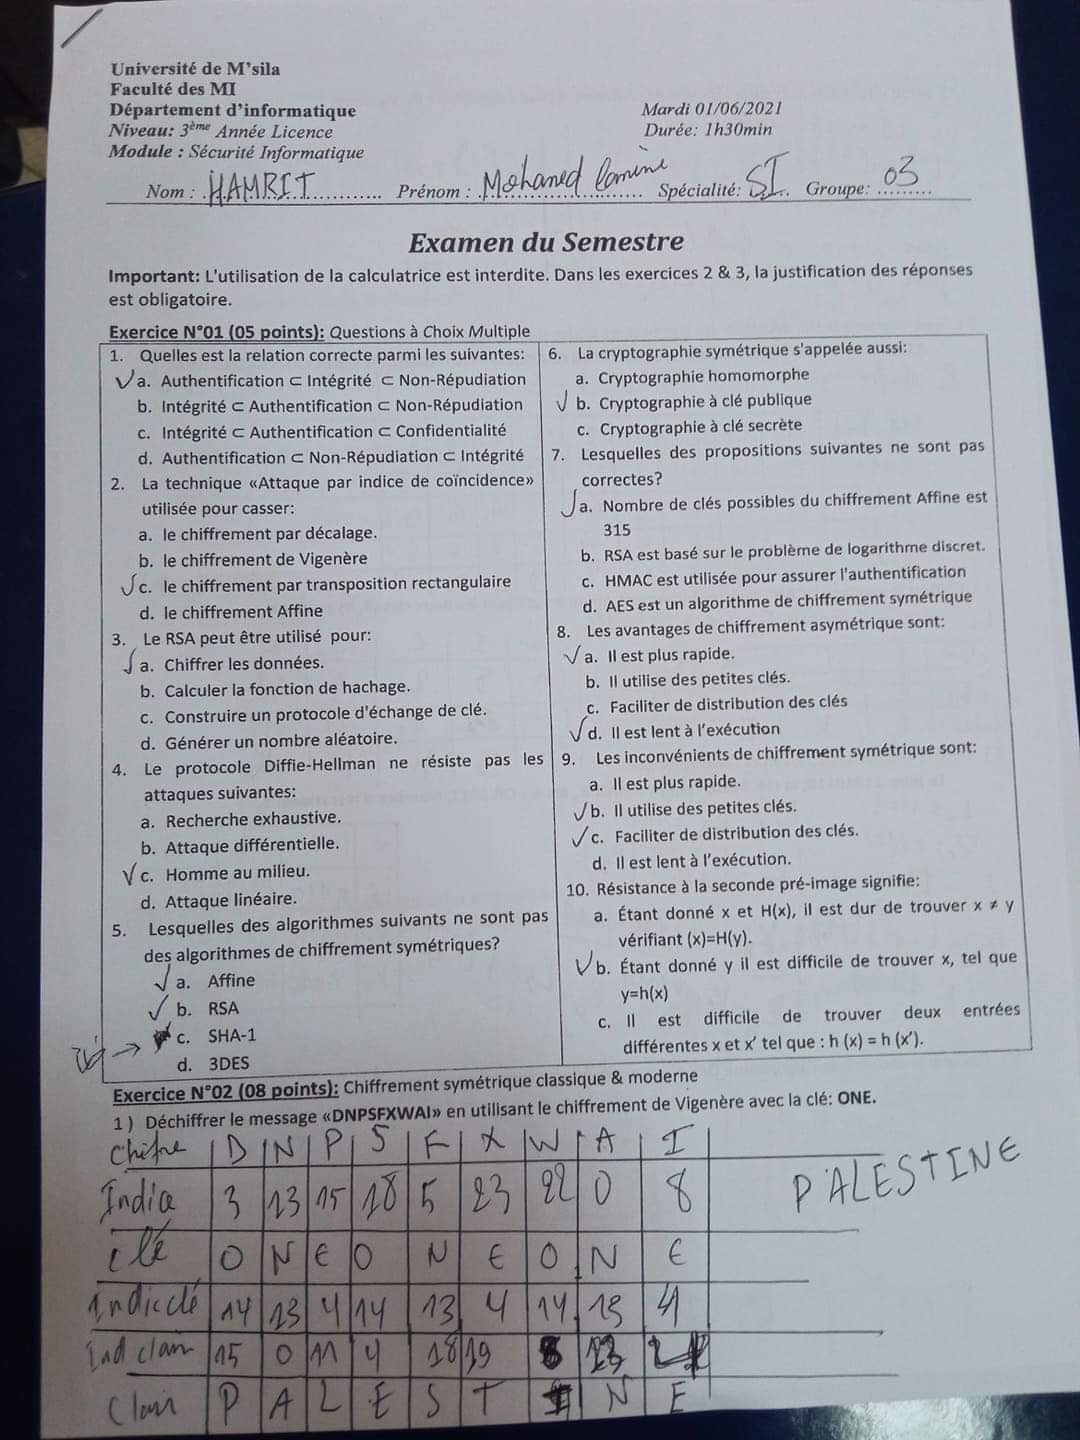 Université de M'sila
Faculté des MI
Département d'informatique
Mardi 01/06/2021
Niveau: 3ème Année Licence
Durée: 1h30min
Module : Sécurité Informatique
Nom : HAMRIT Prénom : Mohamed Lamine Spécialité: SI Groupe: 03
Examen du Semestre
Important: L'utilisation de la calculatrice est interdite. Dans les exercices 2 & 3, la justification des réponses
est obligatoire.
Exercice N°01 (05 points): Questions à Choix Multiple
1. Quelles est la relation correcte parmi les suivantes:
a. Authentification ⊂ Intégrité ⊂ Non-Répudiation
b. Intégrité ⊂ Authentification ⊂ Non-Répudiation
c. Intégrité ⊂ Authentification ⊂ Confidentialité
d. Authentification ⊂ Non-Répudiation ⊂ Intégrité
2. La technique «Attaque par indice de coïncidence»
utilisée pour casser:
a. le chiffrement par décalage.
b. le chiffrement de Vigenère
c. le chiffrement par transposition rectangulaire
d. le chiffrement Affine
3. Le RSA peut être utilisé pour:
a. Chiffrer les données.
b. Calculer la fonction de hachage.
c. Construire un protocole d'échange de clé.
d. Générer un nombre aléatoire.
4. Le protocole Diffie-Hellman ne résiste pas les
attaques suivantes:
a. Recherche exhaustive.
b. Attaque différentielle.
c. Homme au milieu.
d. Attaque linéaire.
5. Lesquelles des algorithmes suivants ne sont pas
des algorithmes de chiffrement symétriques?
a. Affine
b. RSA
c. SHA-1
d. 3DES
6. La cryptographie symétrique s'appelée aussi:
a. Cryptographie homomorphe
b. Cryptographie à clé publique
c. Cryptographie à clé secrète
7. Lesquelles des propositions suivantes ne sont pas
correctes?
a. Nombre de clés possibles du chiffrement Affine est
315
b. RSA est basé sur le problème de logarithme discret.
c. HMAC est utilisée pour assurer l'authentification
d. AES est un algorithme de chiffrement symétrique
8. Les avantages de chiffrement asymétrique sont:
a. Il est plus rapide.
b. Il utilise des petites clés.
c. Faciliter de distribution des clés
d. Il est lent à l'exécution
9. Les inconvénients de chiffrement symétrique sont:
a. Il est plus rapide.
b. Il utilise des petites clés.
c. Faciliter de distribution des clés.
d. Il est lent à l'exécution.
10. Résistance à la seconde pré-image signifie:
a. Étant donné x et H(x), il est dur de trouver x ≠ y
vérifiant (x)=H(y).
b. Étant donné y il est difficile de trouver x, tel que
y=h(x)
c. Il est difficile de trouver deux entrées
différentes x et x' tel que : h (x) = h (x').
Exercice N°02 (08 points): Chiffrement symétrique classique & moderne
1 ) Déchiffrer le message «DNPSFXWAI» en utilisant le chiffrement de Vigenère avec la clé: ONE.
Chiffre D N P S F X W A I
Indice 3 13 15 18 5 23 22 0 8
PALESTINE
clé O N E O N E O N E
Indic clé 14 13 4 14 13 4 14 13 4
Ind clair 15 0 11 4 18 19 8 13
Clair P A L E S T I N E